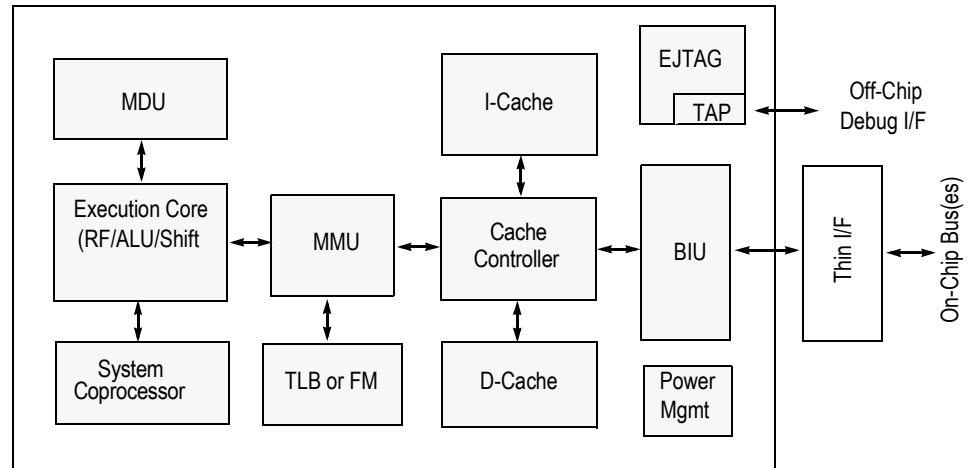 MDU
I-Cache
EJTAG
TAP
Off-Chip
Debug I/F
Execution Core
(RF/ALU/Shift
MMU
Cache
Controller
BIU
Thin I/F
On-Chip Bus(es)
System
Coprocessor
TLB or FM
D-Cache
Power
Mgmt